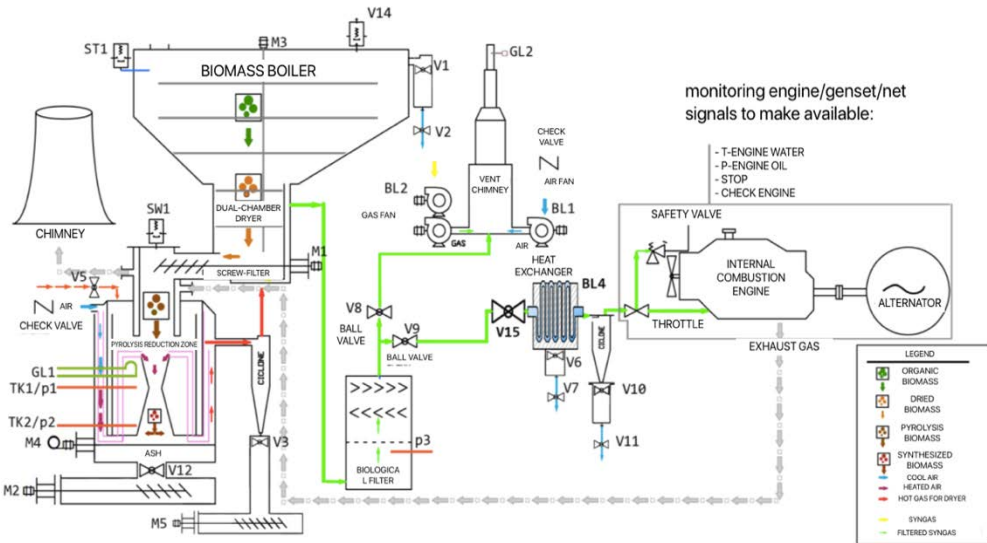 V14
ST1
M3
BIOMASS BOILER
V1
V2
GL2
CHECK
VALVE
AIR FAN
VENT
CHIMNEY
BL2
GAS FAN
GAS
AIR
BL1
monitoring engine/genset/net
signals to make available:
- T-ENGINE WATER
- P-ENGINE OIL
- STOP
- CHECK ENGINE
SAFETY VALVE
INTERNAL
COMBUSTION
ENGINE
ALTERNATOR
THROTTLE
EXHAUST GAS
CHIMNEY
SW1
DUAL-CHAMBER
DRYER
M1
SCREW-FILTER
V5
AIR
CHECK VALVE
PYROLYSIS REDUCTION ZONE
GL1
TK1/p1
TK2/p2
M4
ASH
V12
M2
M5
CICLONE
V3
V8
BALL
VALVE
V9
BALL VALVE
p3
BIOLOGICA
L FILTER
HEAT
EXCHANGER
BL4
V15
V6
V7
CICLONE
V10
V11
LEGEND
ORGANIC
BIOMASS
DRIED
BIOMASS
PYROLYSIS
BIOMASS
SYNTHESIZED
BIOMASS
COOL AIR
HEATED AIR
HOT GAS FOR DRYER
SYNGAS
FILTERED SYNGAS